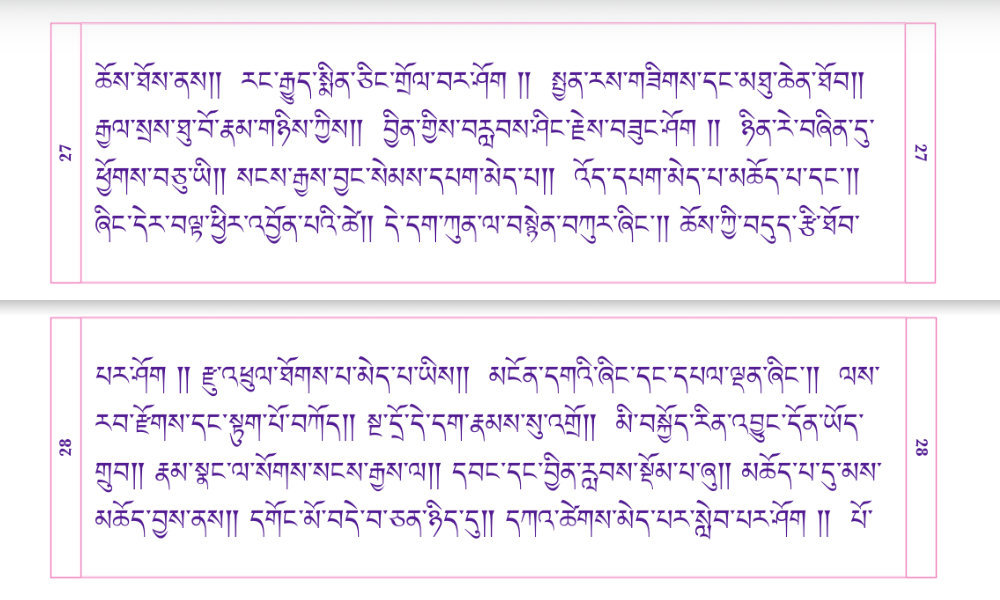 27
ཆོས་ཐོས་ནས།། རང་རྒྱུད་སྨིན་ཅིང་གྲོལ་བར་ཤོག །། སྤྱན་རས་གཟིགས་དང་མཐུ་ཆེན་ཐོབ།།
རྒྱལ་སྲས་ཐུ་བོ་རྣམ་གཉིས་ཀྱིས།། བྱིན་གྱིས་བརླབས་ཤིང་རྗེས་བཟུང་ཤོག །། ཉིན་རེ་བཞིན་དུ་
ཕྱོགས་བཅུ་ཡི།། སངས་རྒྱས་བྱང་སེམས་དཔག་མེད་པ།། འོད་དཔག་མེད་པ་མཆོད་པ་དང་།།
ཞིང་དེར་བལྟ་ཕྱིར་འབྱོན་པའི་ཚེ།། དེ་དག་ཀུན་ལ་བསྙེན་བཀུར་ཞིང་།། ཆོས་ཀྱི་བདུད་རྩི་ཐོབ་
27
28
པར་ཤོག །། རྫུ་འཕྲུལ་ཐོགས་པ་མེད་པ་ཡིས།། མངོན་དགའི་ཞིང་དང་དཔལ་ལྡན་ཞིང་།། ལས་
རབ་རྫོགས་དང་སྟུག་པོ་བཀོད།། སྔ་དྲོ་དེ་དག་རྣམས་སུ་འགྲོ།། མི་བསྐྱོད་རིན་འབྱུང་དོན་ཡོད་
གྲུབ།། རྣམ་སྣང་ལ་སོགས་སངས་རྒྱས་ལ།། དབང་དང་བྱིན་རླབས་སྡོམ་པ་ཞུ།། མཆོད་པ་དུ་མས་
མཆོད་བྱས་ནས།། དགོང་མོ་བདེ་བ་ཅན་ཉིད་དུ།། དཀའ་ཚེགས་མེད་པར་སླེབ་པར་ཤོག །། པོ་
28